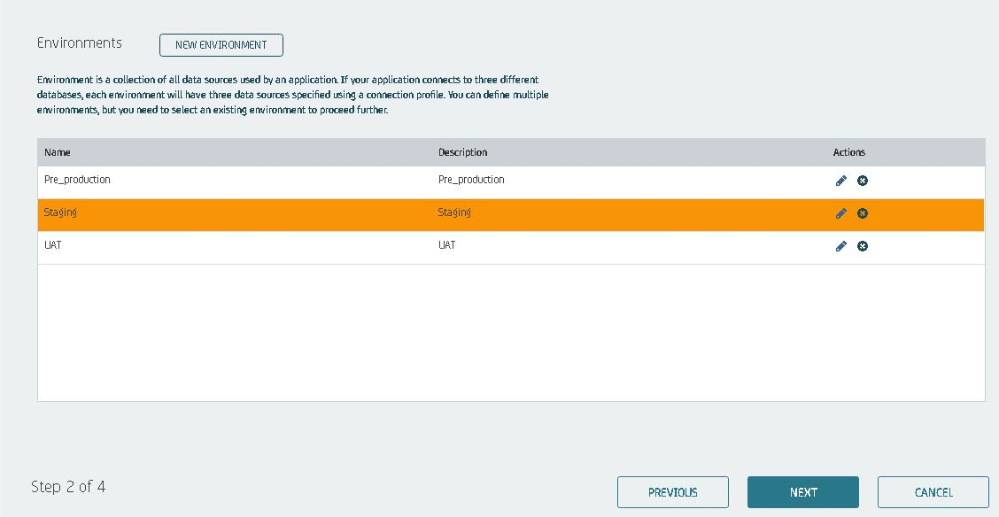 Environments
NEW ENVIRONMENT
Environment is a collection of all data sources used by an application. If your application connects to three different
databases, each environment will have three data sources specified using a connection profile. You can define multiple
environments, but you need to select an existing environment to proceed further.
Name Description Actions
Pre_production Pre_production
Staging Staging
UAT UAT
Step 2 of 4
PREVIOUS NEXT CANCEL